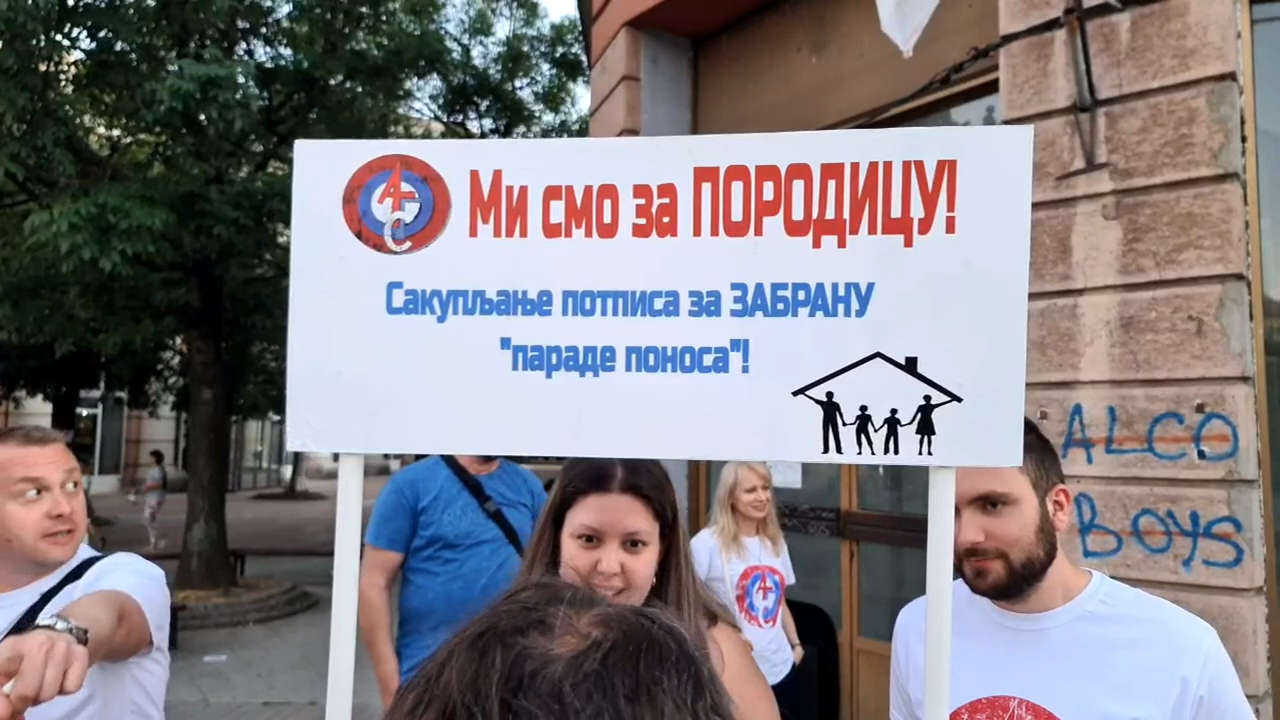 Ми смо за ПОРОДИЦУ!
Сакупљање потписа за ЗАБРАНУ
"параде поноса"!
ALCO
BOYS